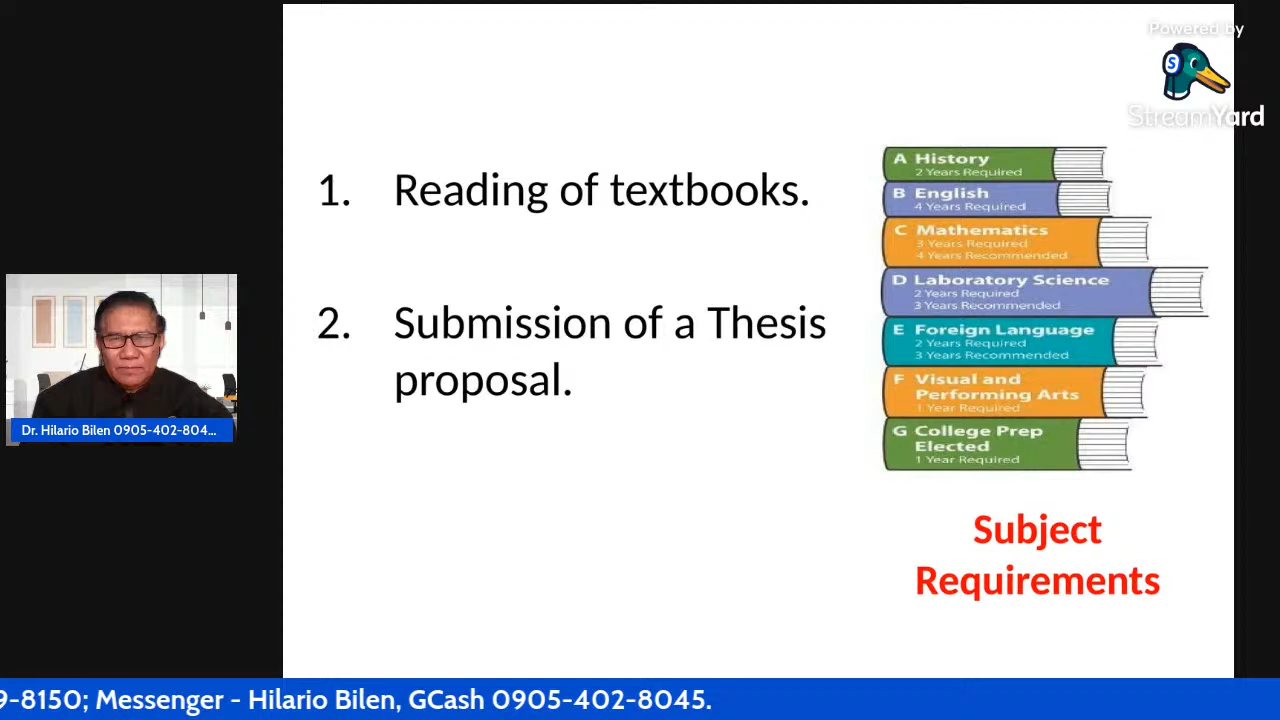 Powered by
StreamYard
1. Reading of textbooks.
2. Submission of a Thesis
proposal.
A History
2 Years Required
B English
4 Years Required
C Mathematics
3 Years Required
4 Years Recommended
D Laboratory Science
2 Years Required
3 Years Recommended
E Foreign Language
2 Years Required
3 Years Recommended
F Visual and
Performing Arts
1 Year Required
G College Prep
Elected
1 Year Required
Subject
Requirements
Dr. Hilario Bilen 0905-402-804...
9-8150; Messenger - Hilario Bilen, GCash 0905-402-8045.